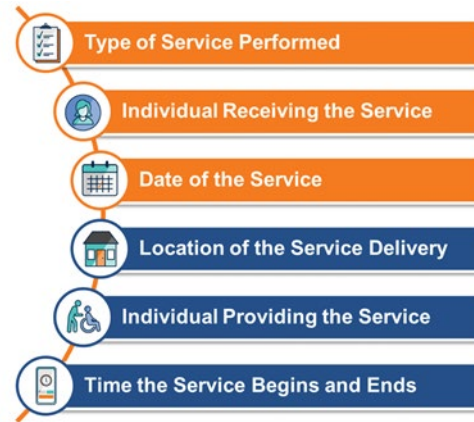 Type of Service Performed
Individual Receiving the Service
Date of the Service
Location of the Service Delivery
Individual Providing the Service
Time the Service Begins and Ends